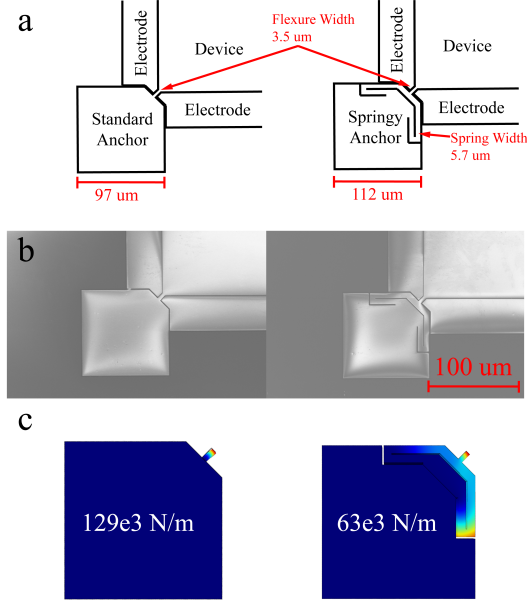 a
Electrode
Device
Electrode
Standard
Anchor
97 um
Flexure Width
3.5 um
Electrode
Device
Electrode
Springy
Anchor
Spring Width
5.7 um
112 um
b
100 um
c
129e3 N/m
63e3 N/m